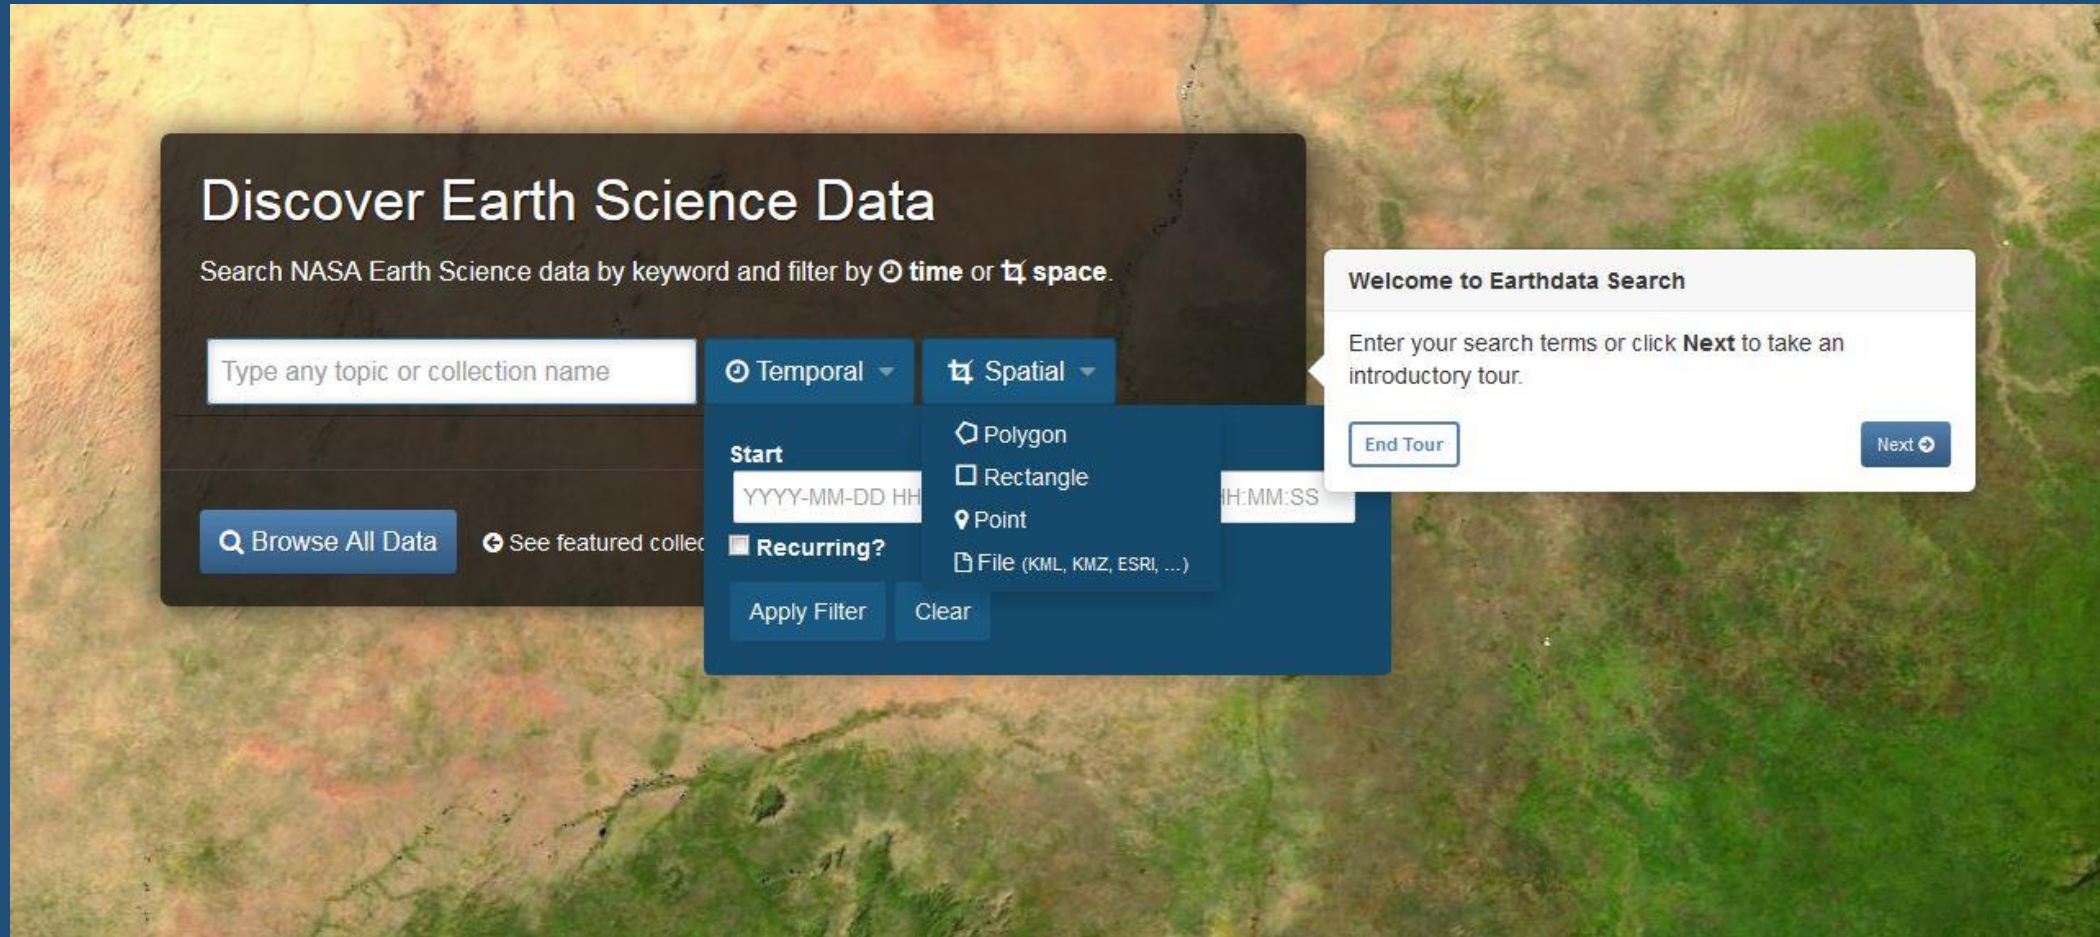 Discover Earth Science Data
Search NASA Earth Science data by keyword and filter by time or space.
Type any topic or collection name
Temporal
Spatial
Polygon
Rectangle
Point
File (KML, KMZ, ESRI, ...)
Start
YYYY-MM-DD HH
HH:MM:SS
Recurring?
Apply Filter
Clear
Browse All Data
See featured
Welcome to Earthdata Search
Enter your search terms or click Next to take an
introductory tour.
End Tour
Next